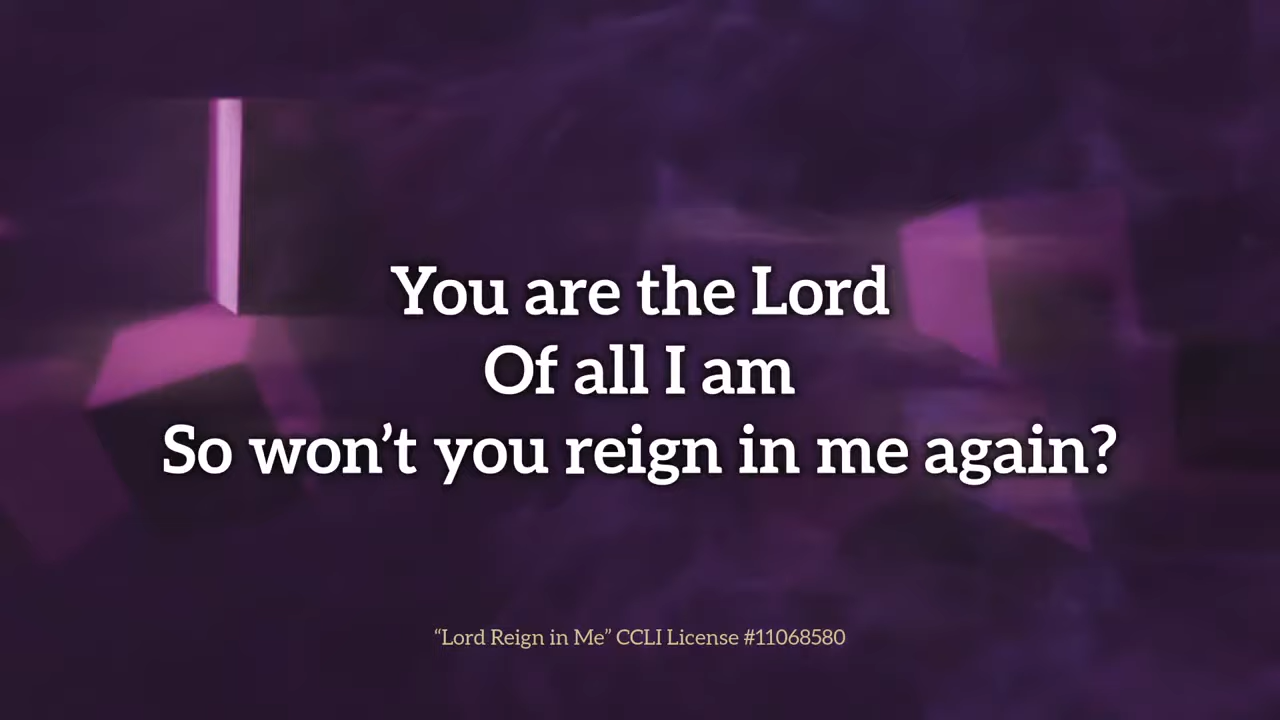 You are the Lord
Of all I am
So won’t you reign in me again?
“Lord Reign in Me” CCLI License #11068580